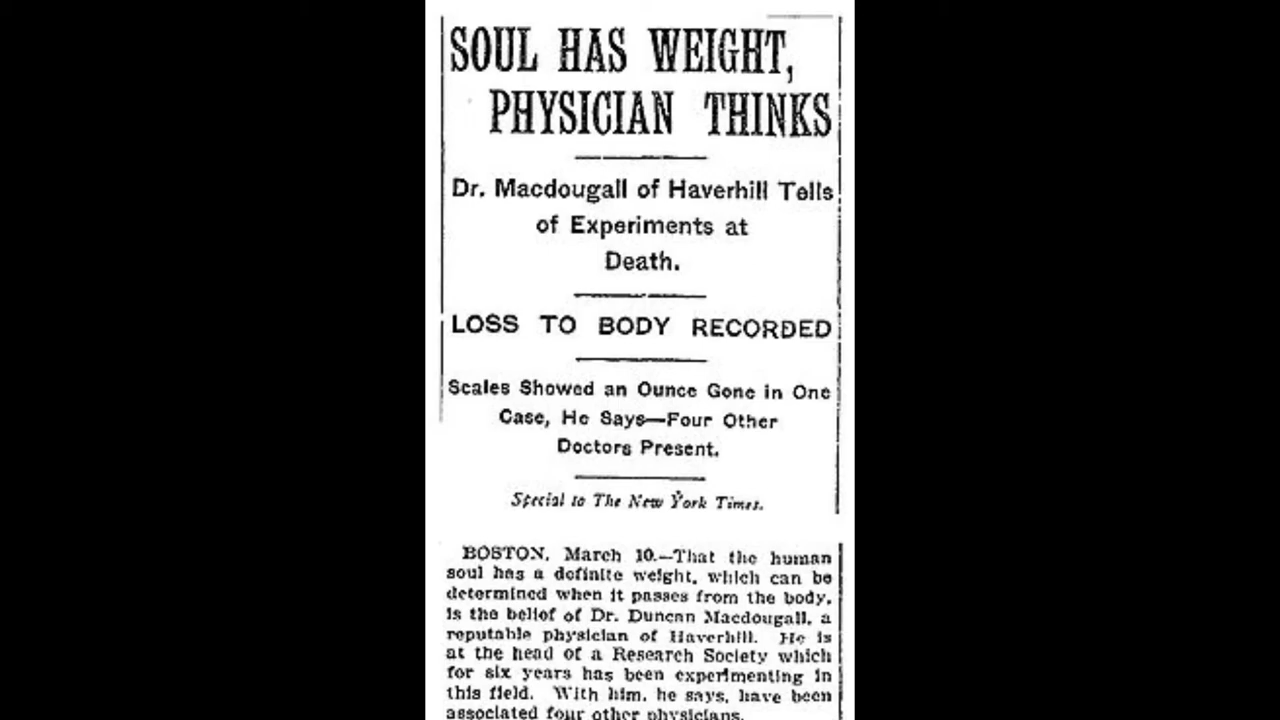 SOUL HAS WEIGHT,
PHYSICIAN THINKS
Dr. Macdougall of Haverhill Tells
of Experiments at
Death.
LOSS TO BODY RECORDED
Scales Showed an Ounce Gone in One
Case, He Says—Four Other
Doctors Present.
Special to The New York Times.
BOSTON, March 10.—That the human
soul has a definite weight, which can be
determined when it passes from the body,
is the belief of Dr. Duncan Macdougall, a
reputable physician of Haverhill. He is
at the head of a Research Society which
for six years has been experimenting in
this field. With him, he says, have been
associated four other physicians.